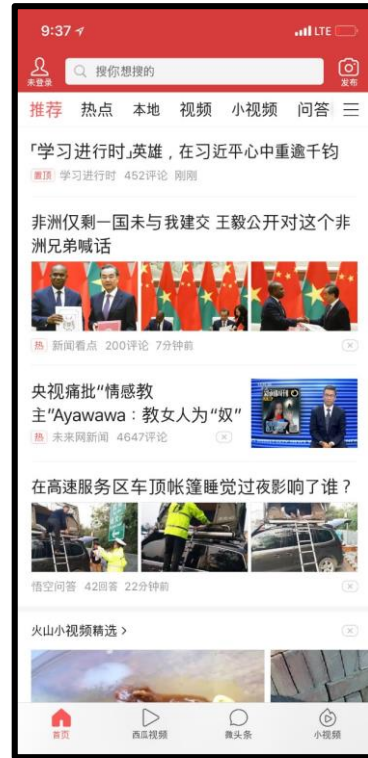 9:37 LTE
未登录 搜你想搜的 发布
推荐 热点 本地 视频 小视频 问答
「学习进行时」英雄，在习近平心中重逾千钧
置顶 学习进行时 452评论 刚刚
非洲仅剩一国未与我建交 王毅公开对这个非
洲兄弟喊话
热 新闻看点 200评论 7分钟前
央视痛批“情感教
主”Ayawawa：教女人为“奴”
热 未来网新闻 4647评论
在高速服务区车顶帐篷睡觉过夜影响了谁？
悟空问答 42回答 22分钟前
火山小视频精选 >
首页 西瓜视频 微头条 小视频